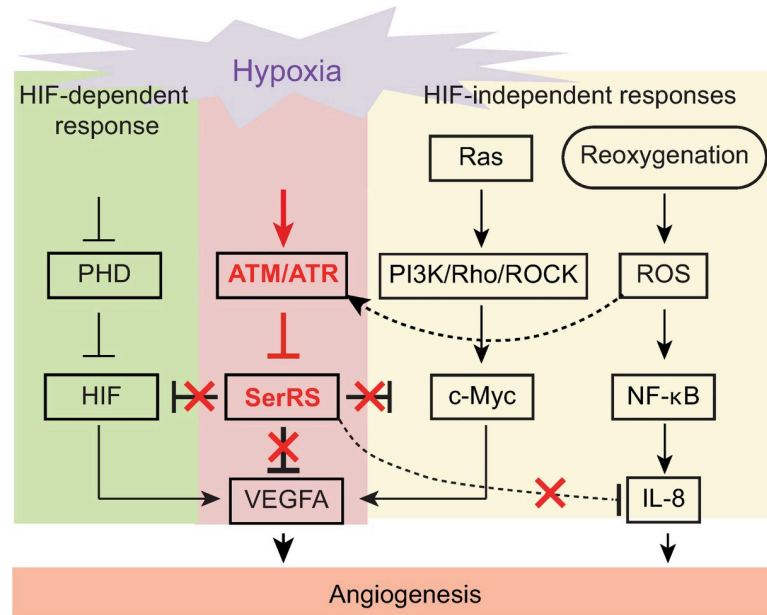 Hypoxia
HIF-dependent
response
HIF-independent responses
Ras
Reoxygenation
PHD
ATM/ATR
PI3K/Rho/ROCK
ROS
HIF
SerRS
c-Myc
NF-κB
VEGFA
IL-8
Angiogenesis